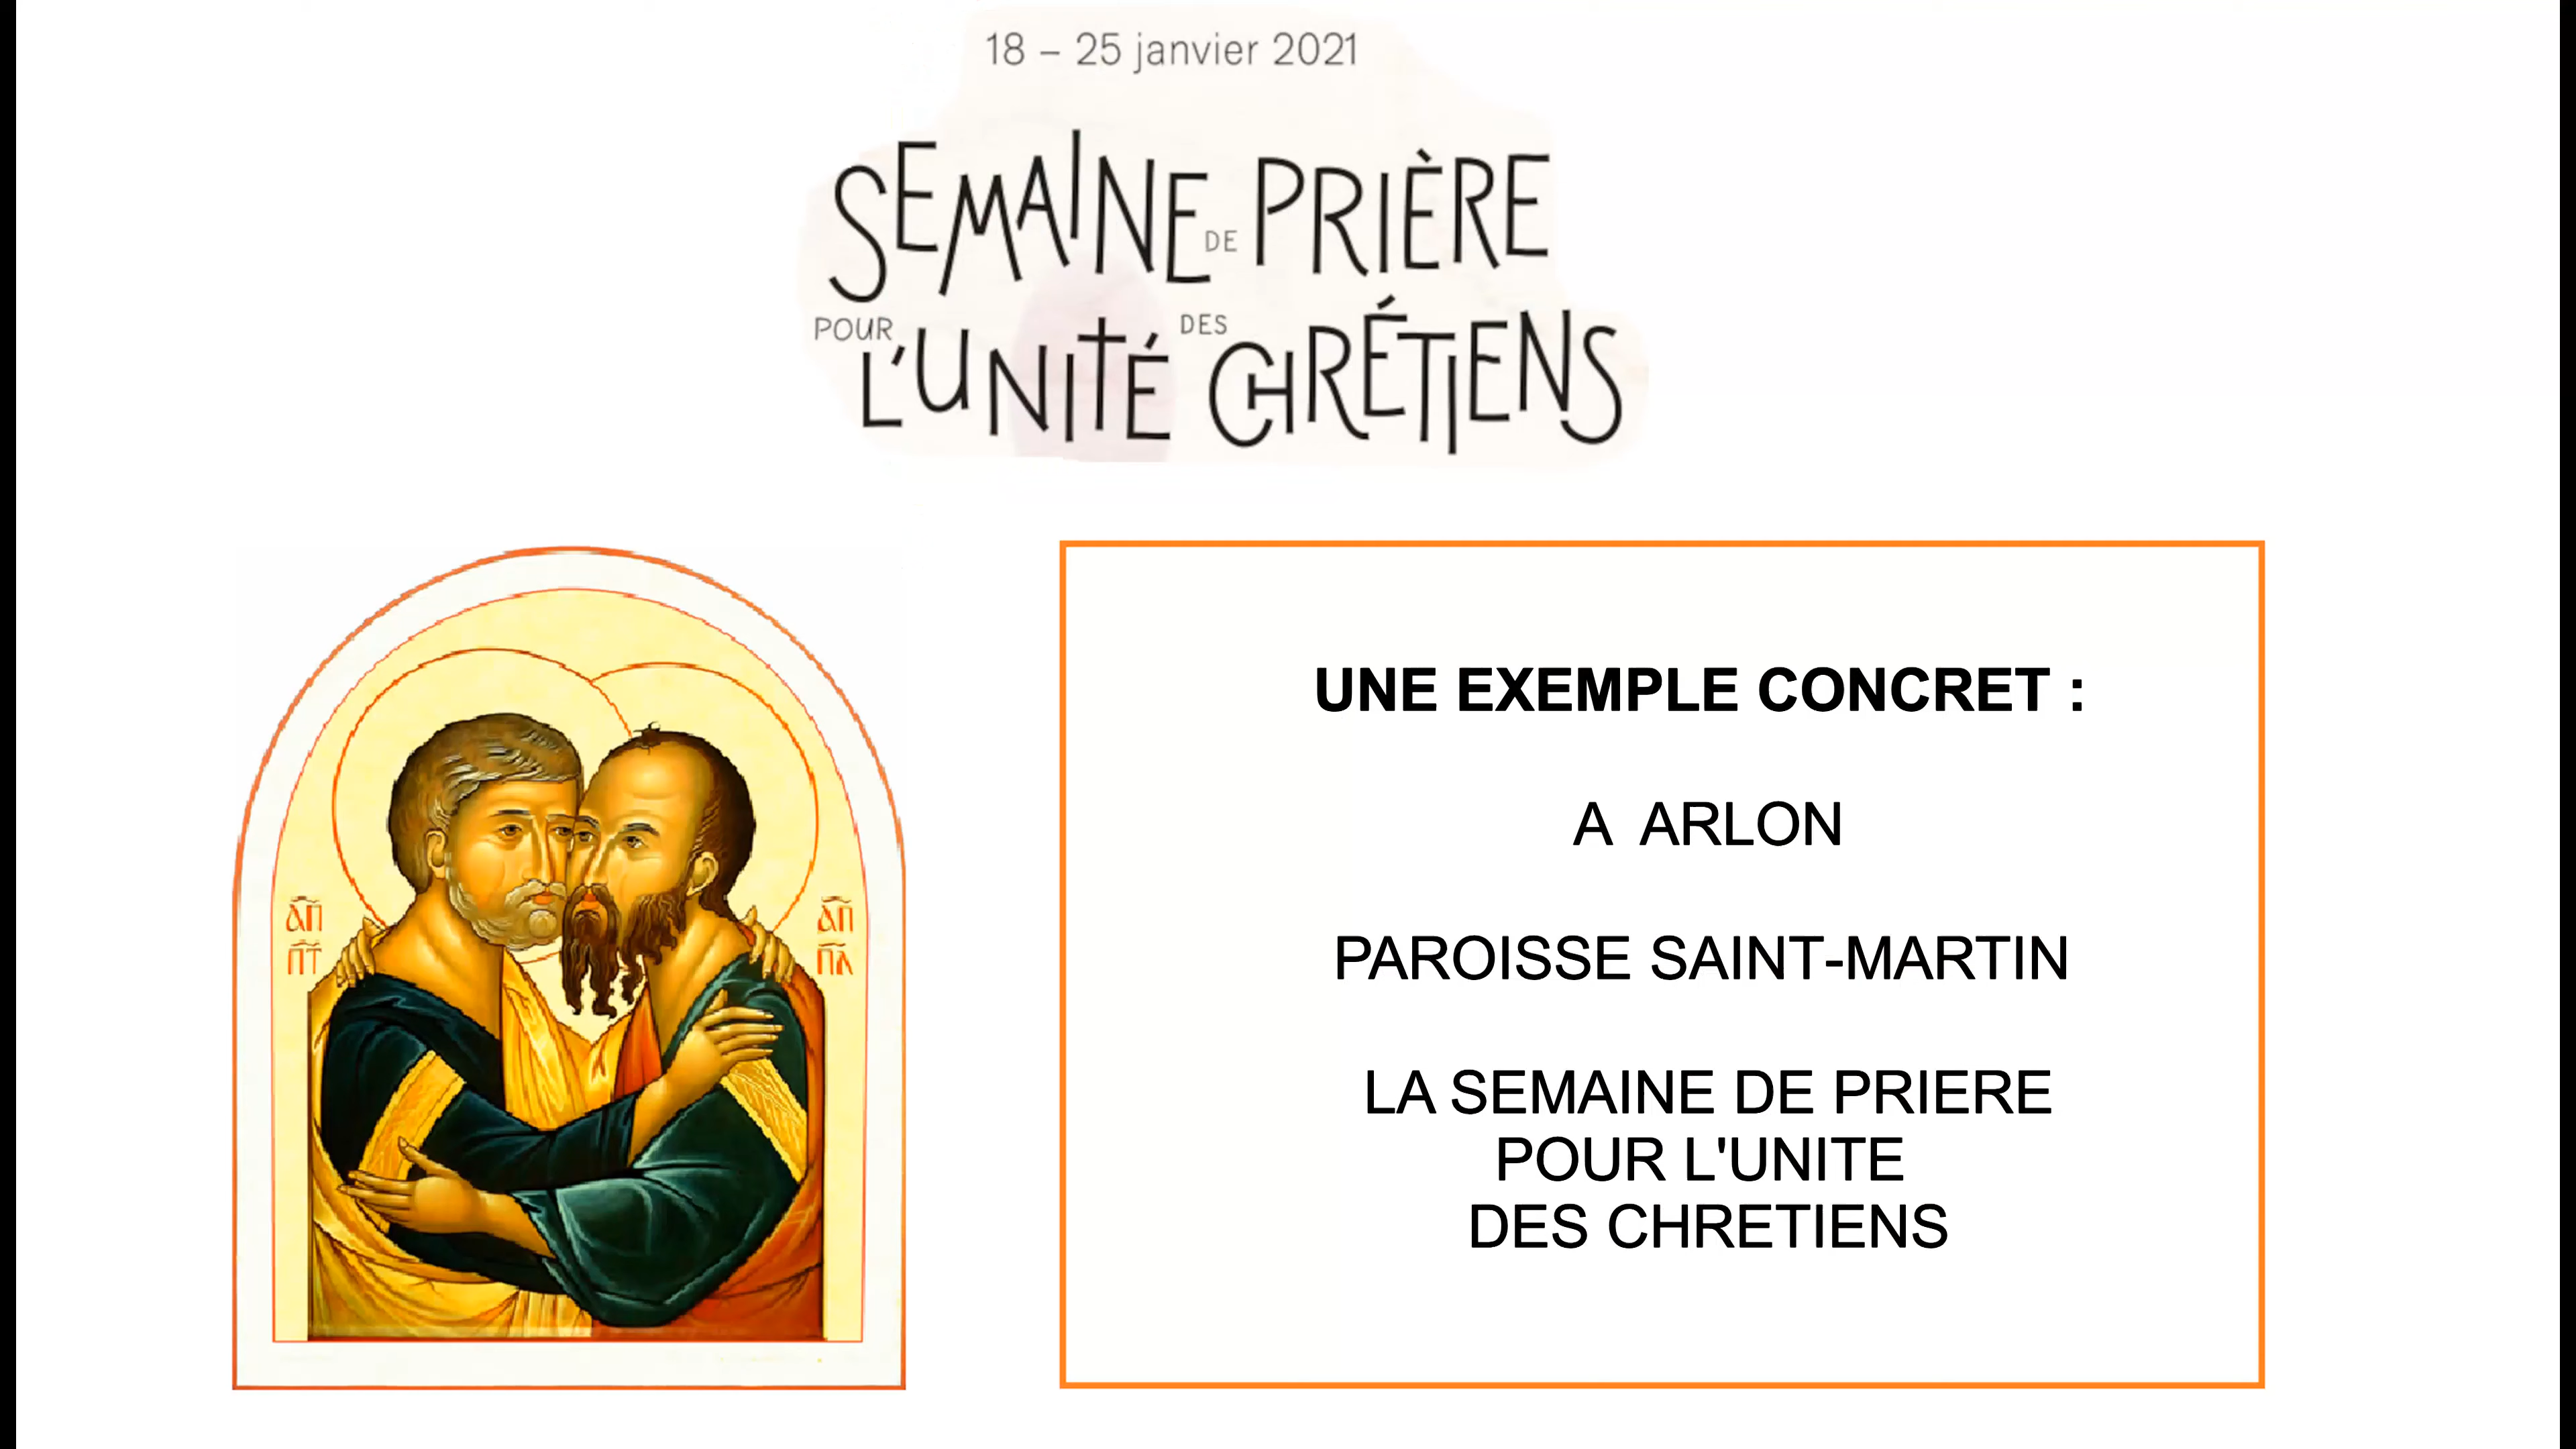 18 – 25 janvier 2021
SEMAINE DE PRIÈRE
POUR L'UNITÉ DES CHRÉTIENS
UNE EXEMPLE CONCRET :
A ARLON
PAROISSE SAINT-MARTIN
LA SEMAINE DE PRIERE
POUR L'UNITE
DES CHRETIENS
а҃п
п҃т
а҃п
п҃л